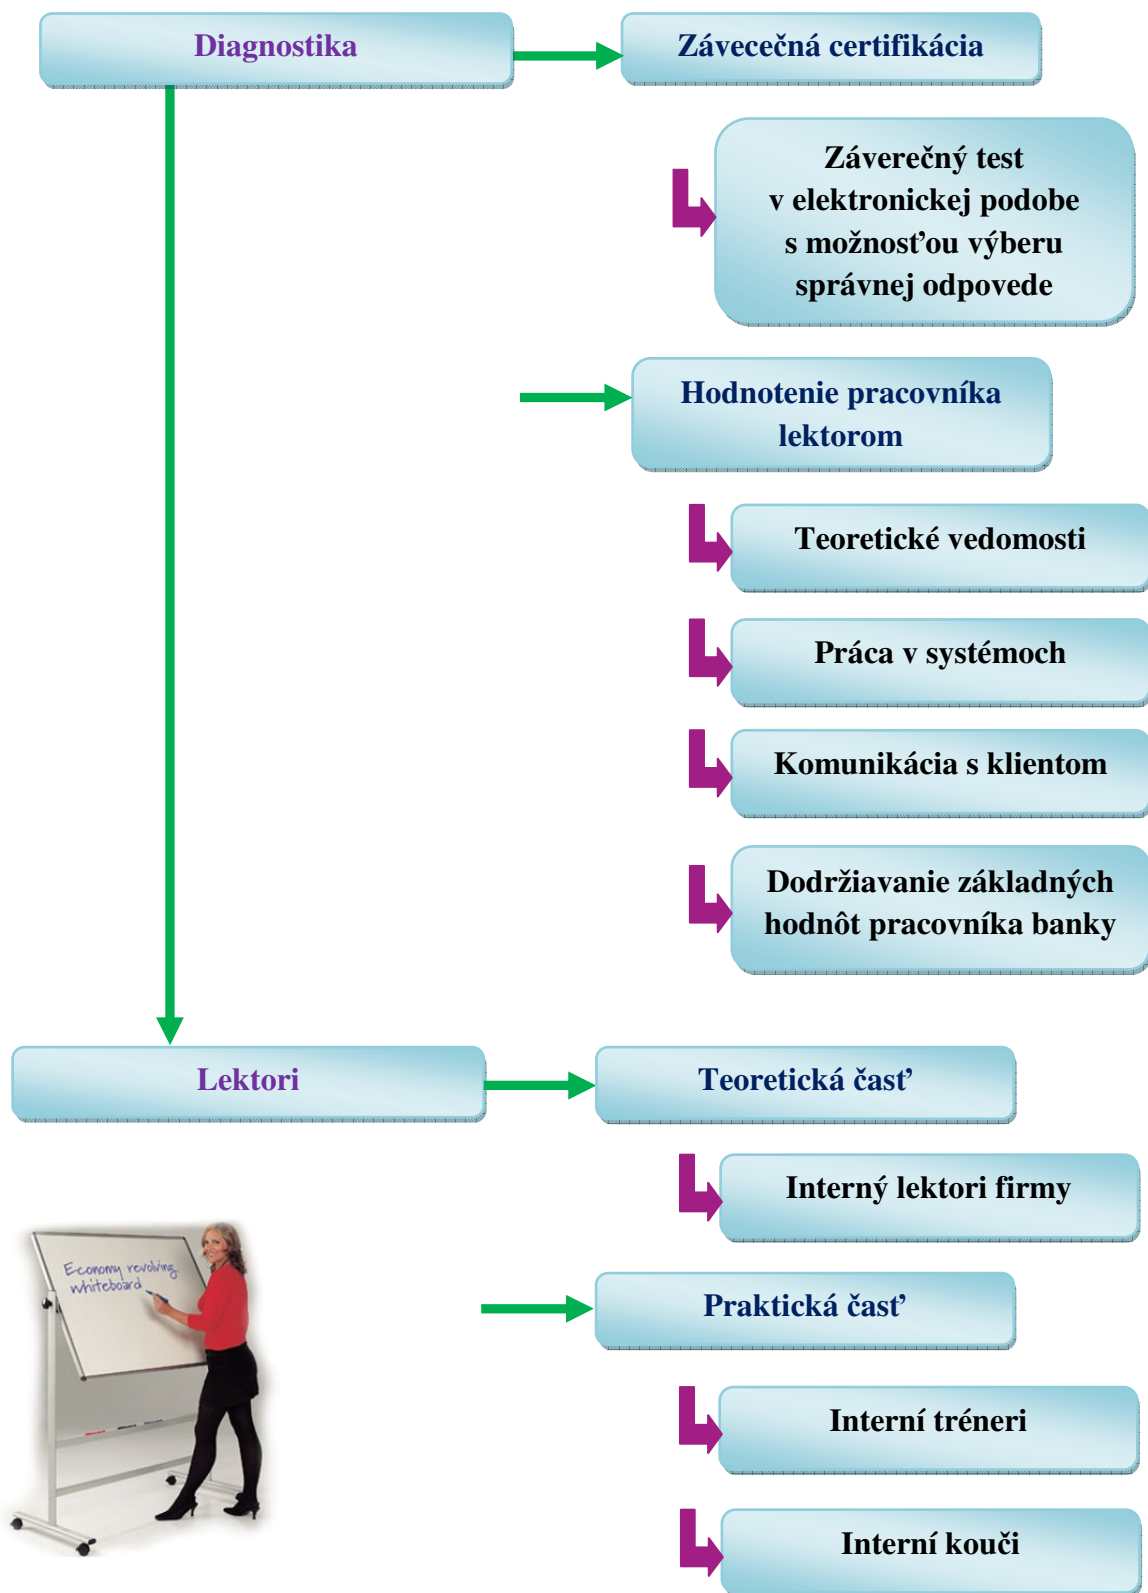 Diagnostika
Závecečná certifikácia
Záverečný test
v elektronickej podobe
s možnosťou výberu
správnej odpovede
Hodnotenie pracovníka
lektorom
Teoretické vedomosti
Práca v systémoch
Komunikácia s klientom
Dodržiavanie základných
hodnôt pracovníka banky
Lektori
Teoretická časť
Interný lektori firmy
Economy revolving
whiteboard
Praktická časť
Interní tréneri
Interní kouči